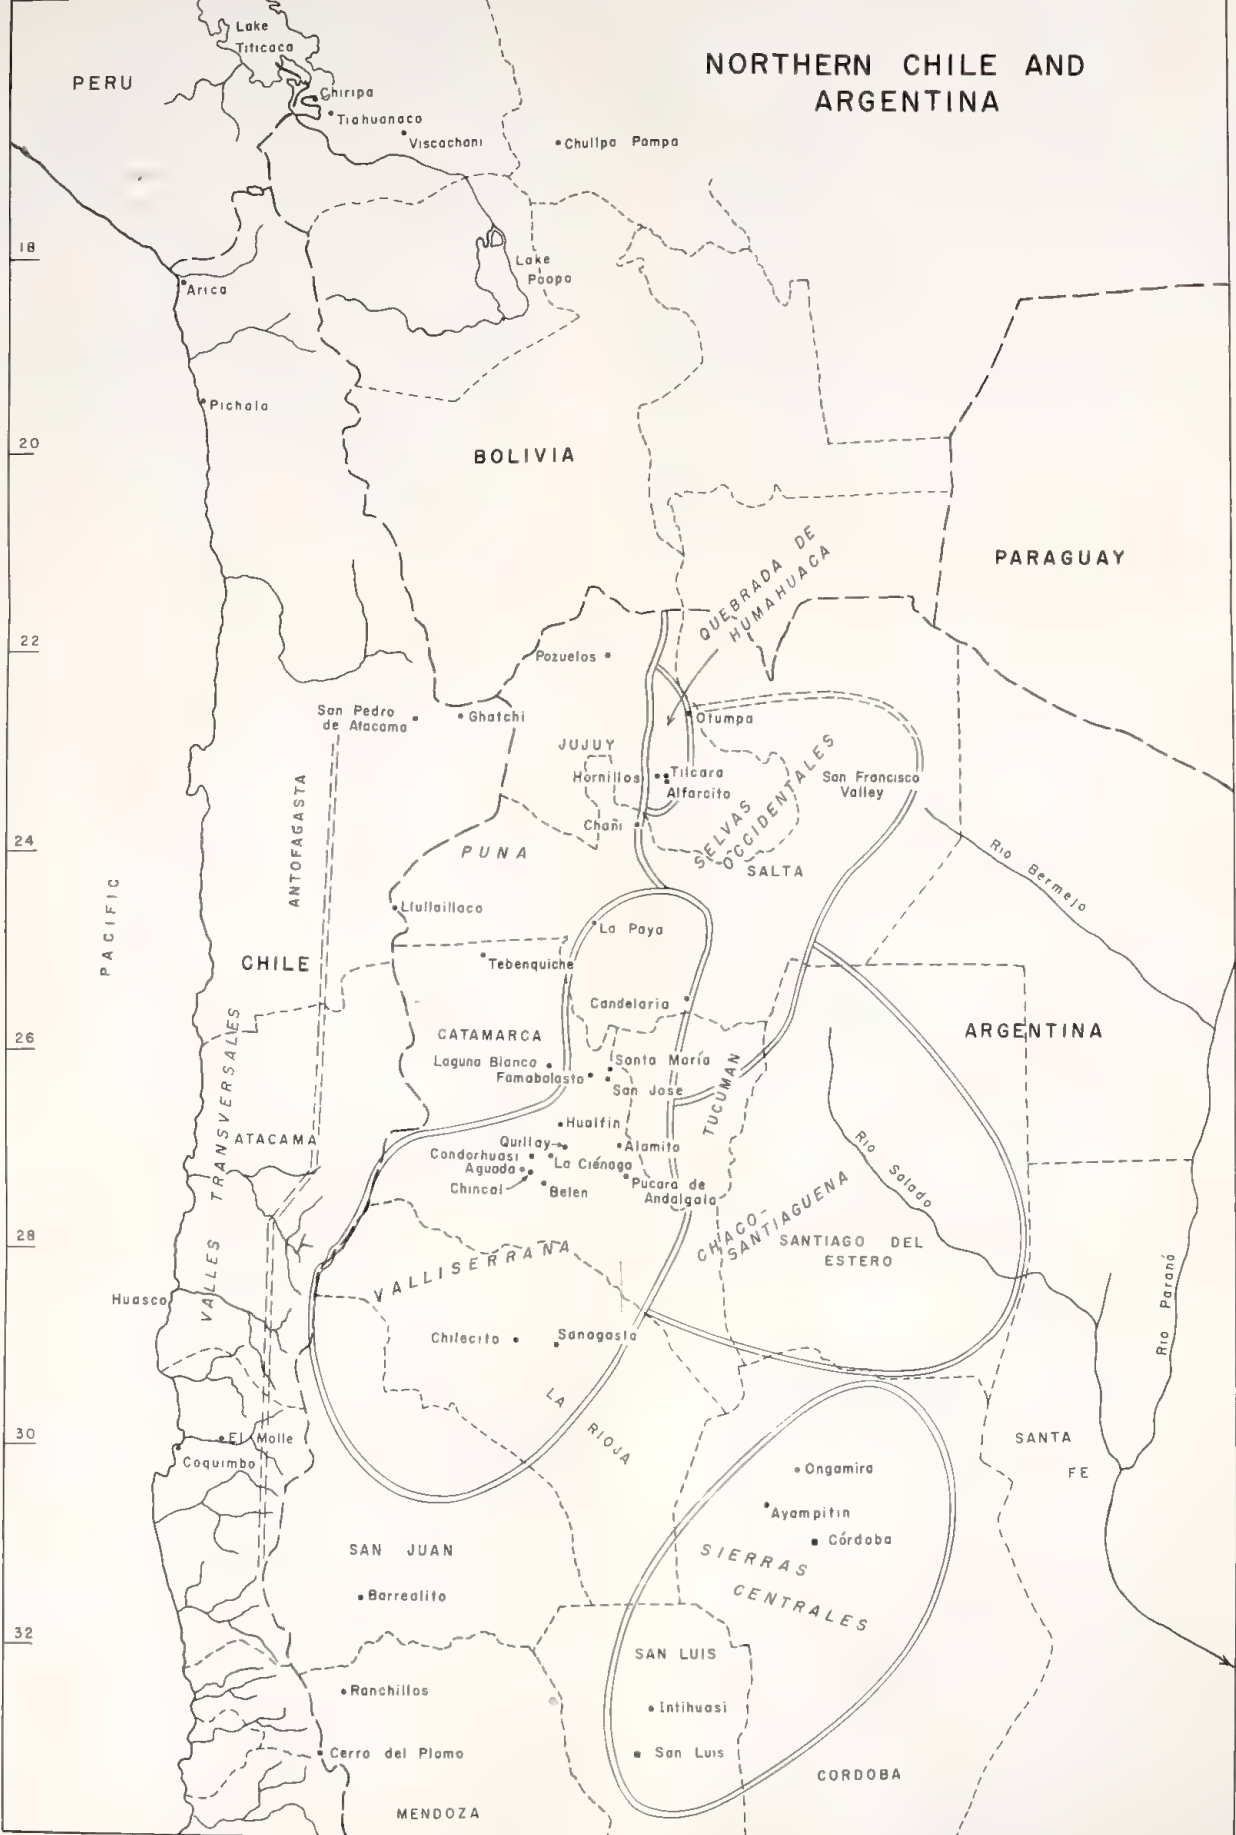 NORTHERN CHILE AND
ARGENTINA
Lake
Titicaca
PERU
Chiripa
Tiahuanaco
Viscachani
Chullpa Pampa
18
Lake
Poopo
Arica
Pichalo
20
BOLIVIA
PARAGUAY
QUEBRADA DE
HUMAHUACA
22
Pozuelos
San Pedro
de Atacama
Ghatchi
Otumpa
JUJUY
Hornillos
Tilcara
Alfarcito
San Francisco
Valley
ANTOFAGASTA
Chañi
SELVAS
OCCIDENTALES
24
PUNA
SALTA
Rio Bermejo
PACIFIC
Llullaillaco
La Paya
CHILE
Tebenquiche
Candelaria
26
CATAMARCA
ARGENTINA
Laguna Blanca
Santa María
Famabalasto
San Jose
TUCUMAN
VALLES TRANSVERSALES
Hualfin
ATACAMA
Quillay
Alamito
Condorhuasi
La Ciénaga
Aguada
Rio Salado
Chincal
Belen
Pucara de
Andalgala
CHACO-
SANTIAGUENA
28
SANTIAGO DEL
ESTERO
VALLISERRANA
Huasco
Rio Paraná
Chilecito
Sanagasta
LA
RIOJA
30
El Molle
Coquimbo
SANTA
FE
Ongamira
Ayampitin
Córdoba
SAN JUAN
SIERRAS
CENTRALES
Barrealito
32
SAN LUIS
Ranchillos
Intihuasi
Cerro del Plomo
San Luis
CORDOBA
MENDOZA